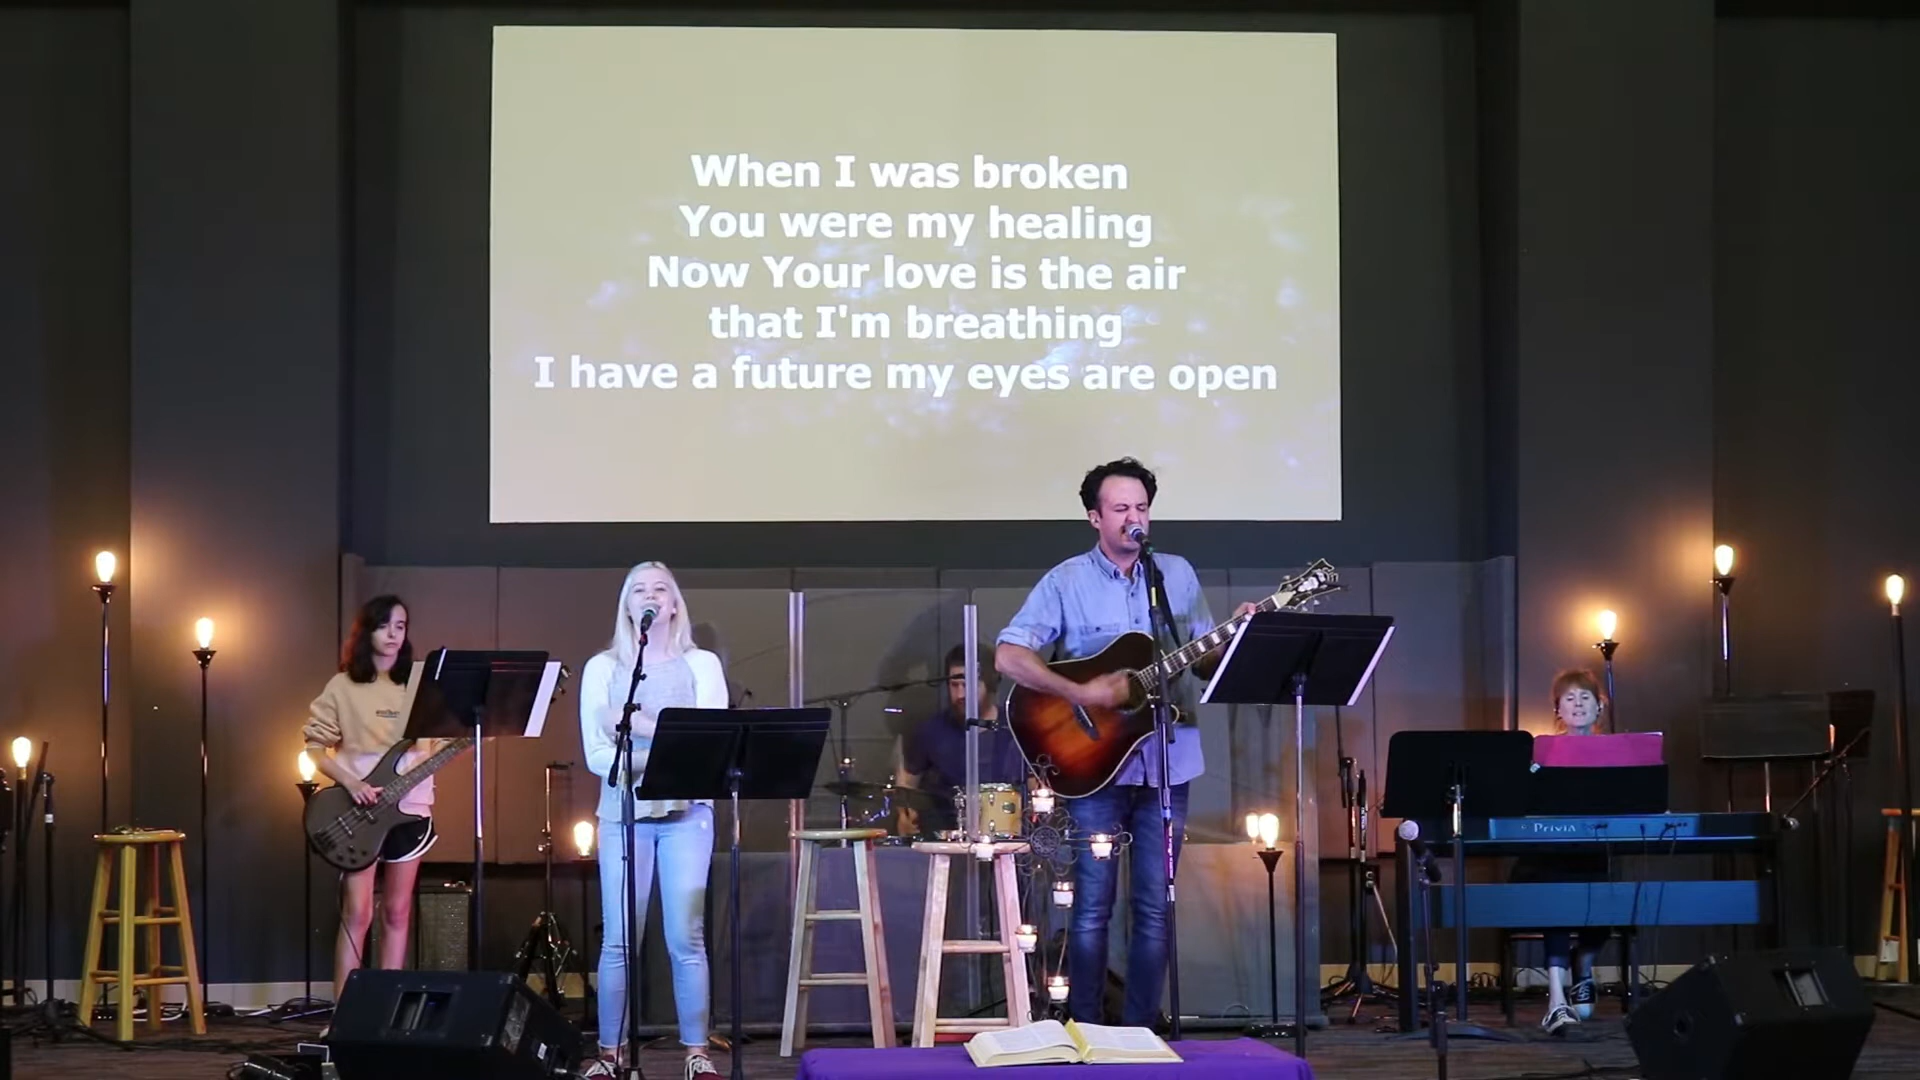 When I was broken
You were my healing
Now Your love is the air
that I'm breathing
I have a future my eyes are open
Privia